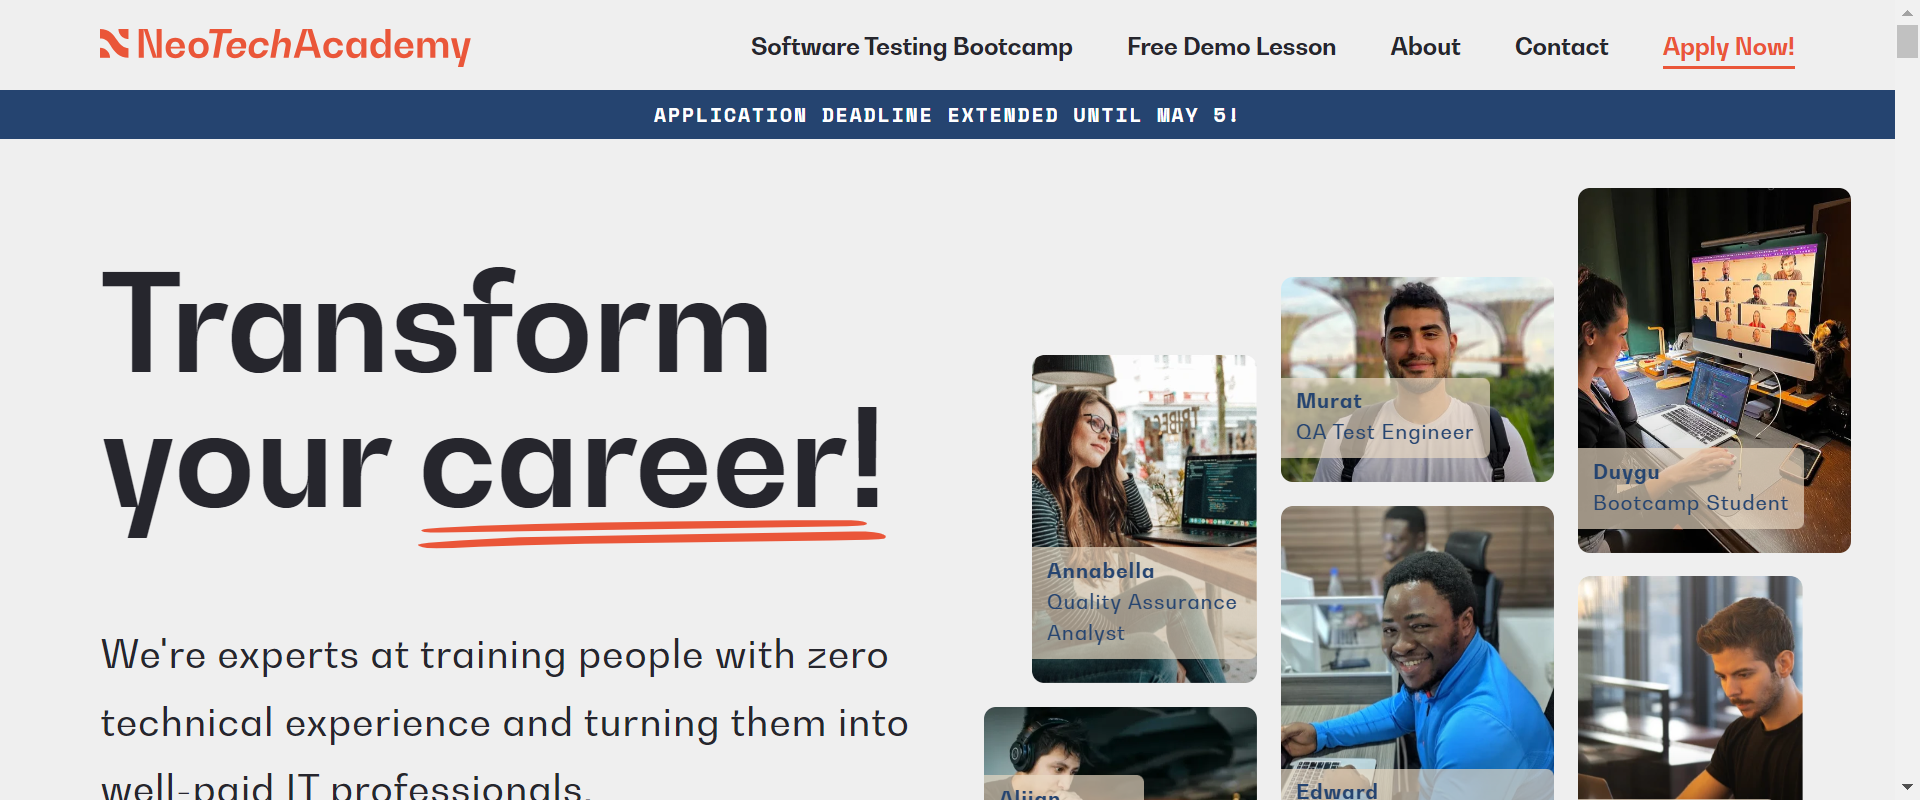 NeoTechAcademy
Software Testing Bootcamp
Free Demo Lesson
About
Contact
Apply Now!
APPLICATION DEADLINE EXTENDED UNTIL MAY 5!
Transform
your career!
We're experts at training people with zero
technical experience and turning them into
well-paid IT professionals.
Annabella
Quality Assurance
Analyst
Murat
QA Test Engineer
Duygu
Bootcamp Student
Edward